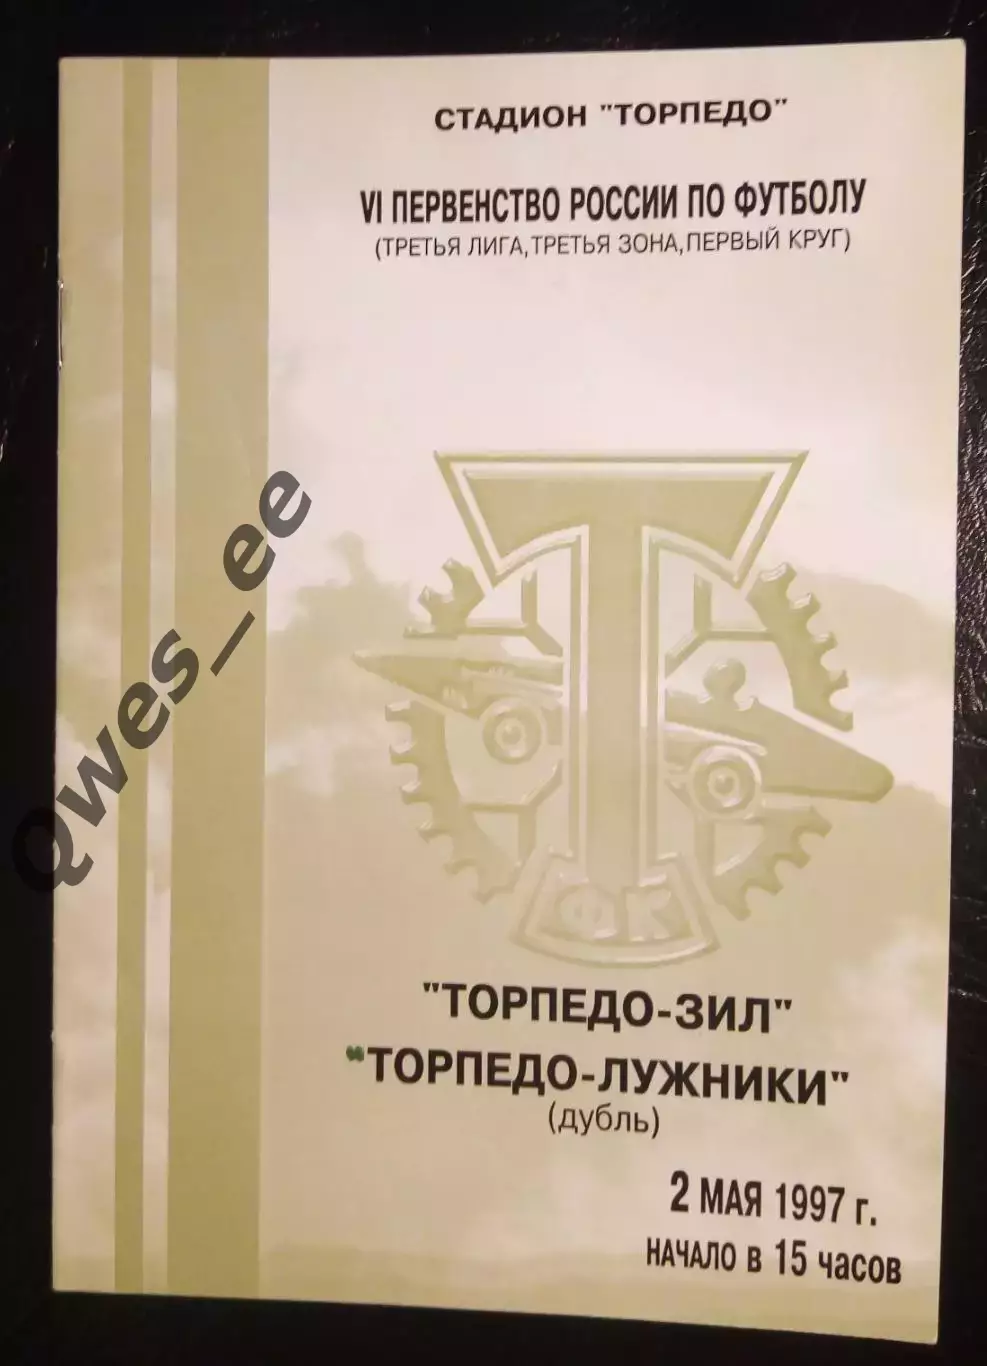 СТАДИОН "ТОРПЕДО"
VI ПЕРВЕНСТВО РОССИИ ПО ФУТБОЛУ
(ТРЕТЬЯ ЛИГА, ТРЕТЬЯ ЗОНА, ПЕРВЫЙ КРУГ)
Qwes_ee
Т
ФК
"ТОРПЕДО-ЗИЛ"
"ТОРПЕДО-ЛУЖНИКИ"
(дубль)
2 МАЯ 1997 г.
НАЧАЛО в 15 часов